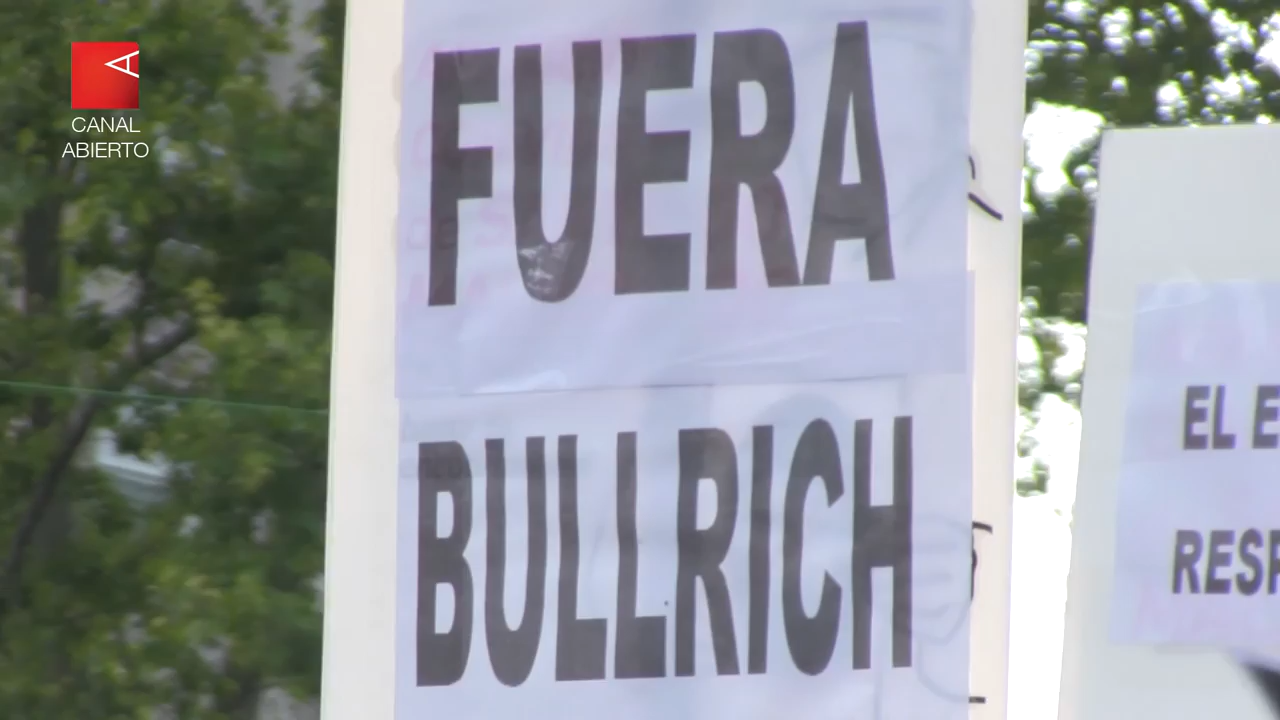 CANAL
ABIERTO
FUERA
BULLRICH
EL E
RESP